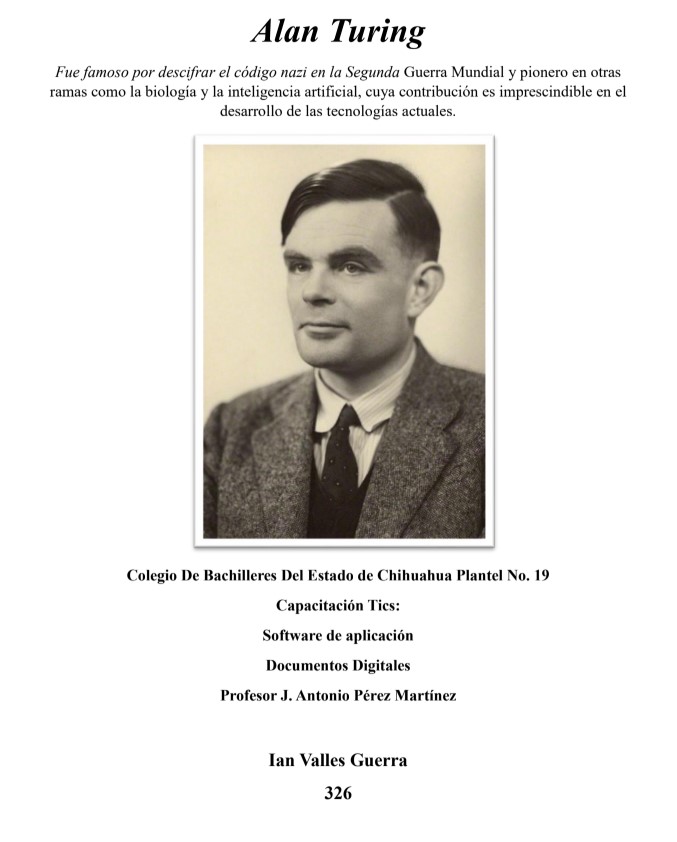 Alan Turing
Fue famoso por descifrar el código nazi en la Segunda Guerra Mundial y pionero en otras
ramas como la biología y la inteligencia artificial, cuya contribución es imprescindible en el
desarrollo de las tecnologías actuales.
Colegio De Bachilleres Del Estado de Chihuahua Plantel No. 19
Capacitación Tics:
Software de aplicación
Documentos Digitales
Profesor J. Antonio Pérez Martínez
Ian Valles Guerra
326